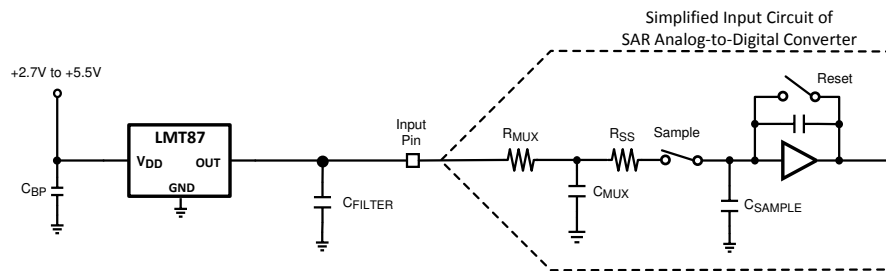 Simplified Input Circuit of
SAR Analog-to-Digital Converter
+2.7V to +5.5V
Reset
LMT87
Input
Pin
RMUX
RSS
Sample
VDD
OUT
GND
CBP
CFILTER
CMUX
CSAMPLE